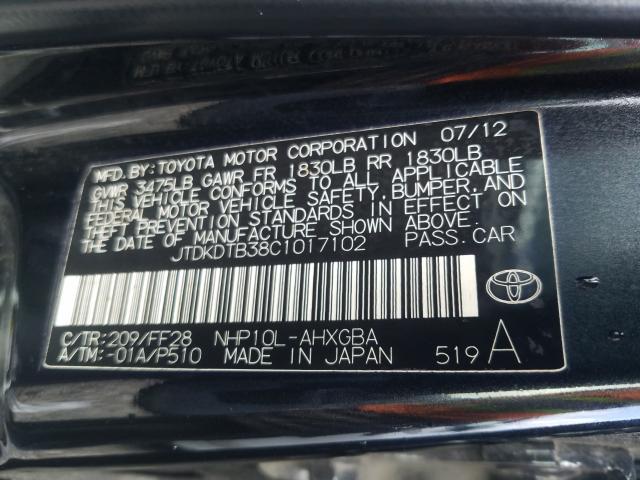 MFD. BY: TOYOTA MOTOR CORPORATION 07/12
GVWR 3475LB GAWR FR 1830LB RR 1830LB
THIS VEHICLE CONFORMS TO ALL APPLICABLE
FEDERAL MOTOR VEHICLE SAFETY, BUMPER, AND
THEFT PREVENTION STANDARDS IN EFFECT ON
THE DATE OF MANUFACTURE SHOWN ABOVE.
JTDKDTB38C1017102 PASS. CAR
C/TR: 209/FF28 NHP10L-AHXGBA
A/TM: -01A/P510 MADE IN JAPAN 519 A